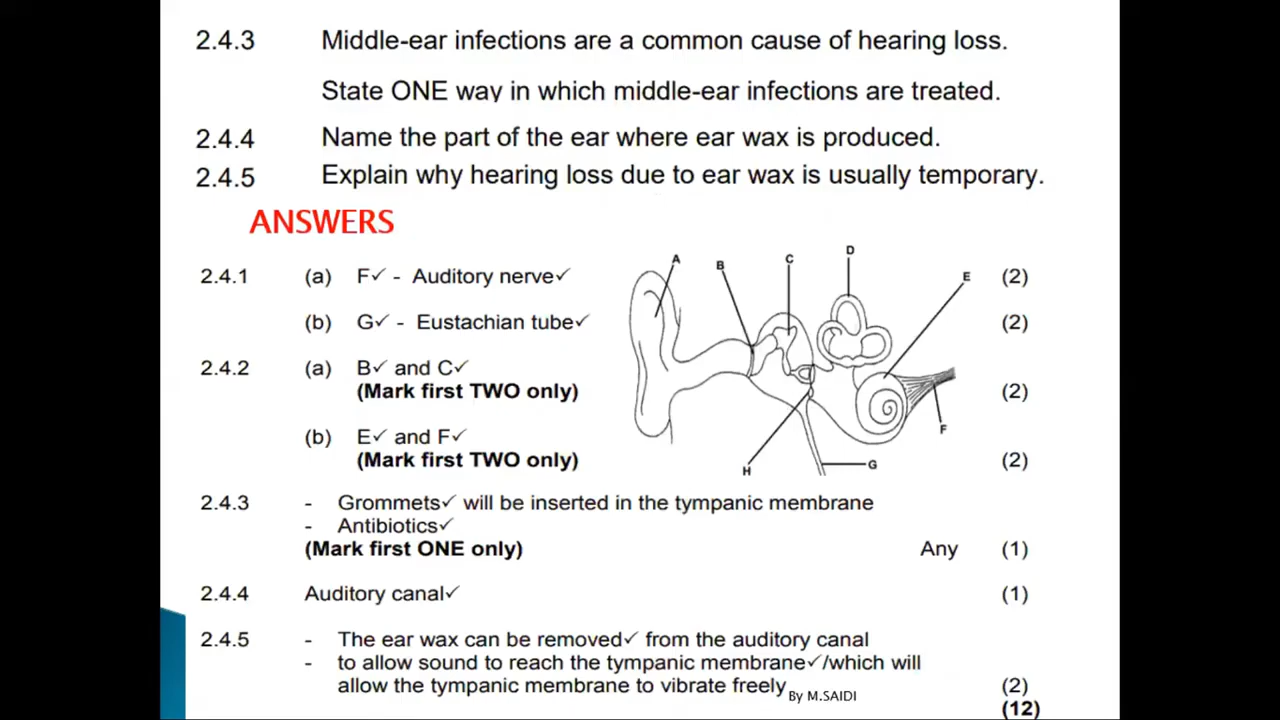 2.4.3 Middle-ear infections are a common cause of hearing loss.
State ONE way in which middle-ear infections are treated.
2.4.4 Name the part of the ear where ear wax is produced.
2.4.5 Explain why hearing loss due to ear wax is usually temporary.
ANSWERS
2.4.1 (a) F✓ - Auditory nerve✓ (2)
(b) G✓ - Eustachian tube✓ (2)
2.4.2 (a) B✓ and C✓
(Mark first TWO only) (2)
(b) E✓ and F✓
(Mark first TWO only) (2)
A
B
C
D
E
F
G
H
2.4.3 - Grommets✓ will be inserted in the tympanic membrane
- Antibiotics✓
(Mark first ONE only) Any (1)
2.4.4 Auditory canal✓ (1)
2.4.5 - The ear wax can be removed✓ from the auditory canal
- to allow sound to reach the tympanic membrane✓/which will
allow the tympanic membrane to vibrate freely (2)
By M.SAIDI
(12)